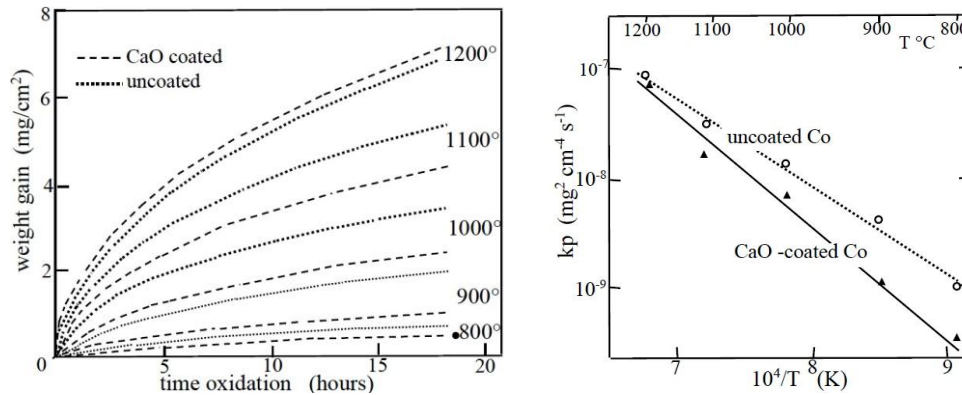 8
6
4
2
0
weight gain (mg/cm²)
CaO coated
uncoated
1200°
1100°
1000°
900°
800°
5
10
15
20
time oxidation (hours)
1200
1100
1000
900
800
T °C
10⁻⁷
10⁻⁸
10⁻⁹
kp (mg² cm⁻⁴ s⁻¹)
uncoated Co
CaO -coated Co
7
8
9
10⁴/T (K)